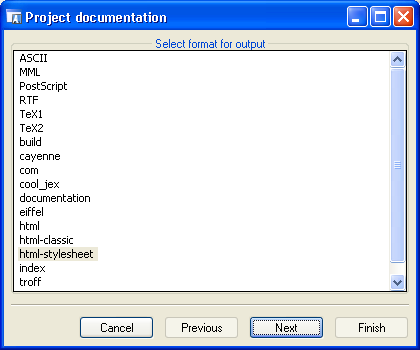 Project documentation
Select format for output
ASCII
MML
PostScript
RTF
TeX1
TeX2
build
cayenne
com
cool_jex
documentation
eiffel
html
html-classic
html-stylesheet
index
troff
Cancel Previous Next Finish